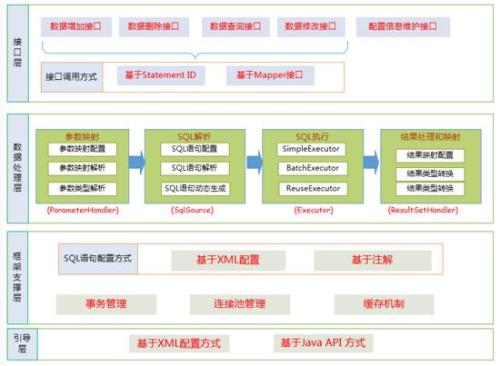 接口层
数据增加接口
数据删除接口
数据查询接口
数据修改接口
配置信息维护接口
接口调用方式
基于Statement ID
基于Mapper接口
数据处理层
参数映射
参数映射配置
参数映射解析
参数类型解析
(ParameterHandler)
SQL解析
SQL语句配置
SQL语句解析
SQL语句动态生成
(SqlSource)
SQL执行
SimpleExecutor
BatchExecutor
ReuseExecutor
(Executor)
结果处理和映射
结果映射配置
结果类型转换
结果类型转换
(ResultSetHandler)
框架支撑层
SQL语句配置方式
基于XML配置
基于注解
事务管理
连接池管理
缓存机制
引导层
基于XML配置方式
基于Java API 方式